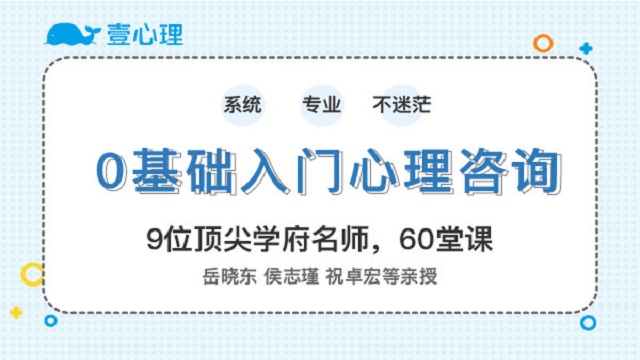 壹心理
系统 专业 不迷茫
0基础入门心理咨询
9位顶尖学府名师，60堂课
岳晓东 侯志瑾 祝卓宏等亲授